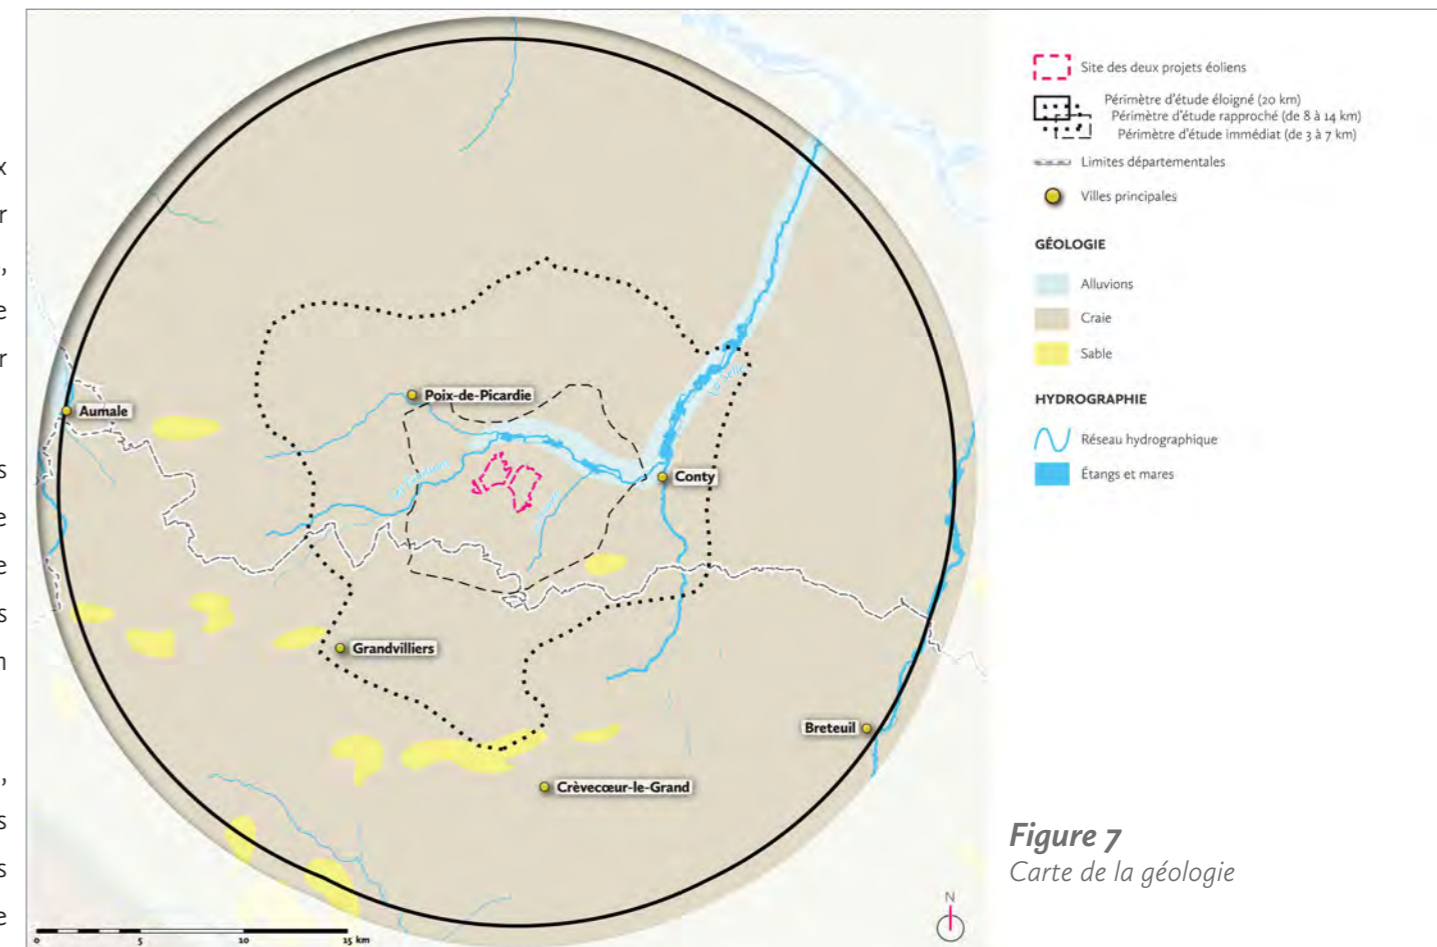 x
r
,
e
r
s
e
e
s
n
,
s
s
e
Aumale
Poix-de-Picardie
Conty
Grandvilliers
Crèvecœur-le-Grand
Breteuil
0 5 10 15 km
N
Site des deux projets éoliens
Périmètre d'étude éloigné (20 km)
Périmètre d'étude rapproché (de 8 à 14 km)
Périmètre d'étude immédiat (de 3 à 7 km)
Limites départementales
Villes principales
GÉOLOGIE
Alluvions
Craie
Sable
HYDROGRAPHIE
Réseau hydrographique
Étangs et mares
Figure 7
Carte de la géologie